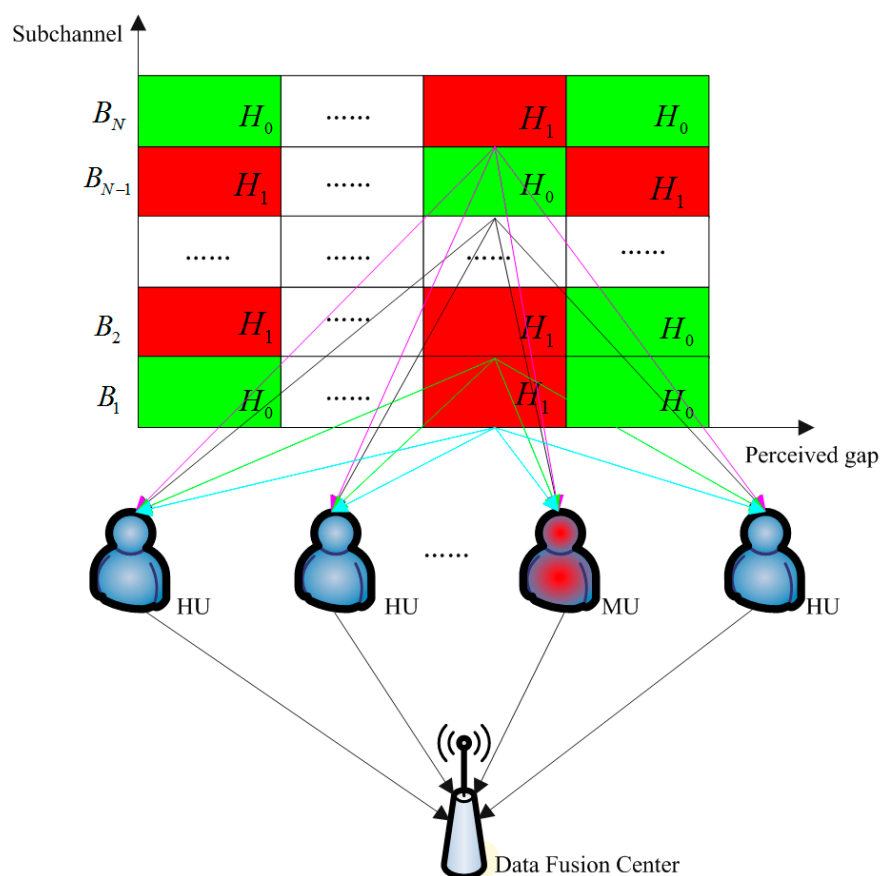 Subchannel
B_N H_0 ...... H_1 H_0
B_{N-1} H_1 ...... H_0 H_1
...... ...... ...... ......
B_2 H_1 ...... H_1 H_0
B_1 H_0 ...... H_1 H_0
Perceived gap
HU HU ...... MU HU
Data Fusion Center